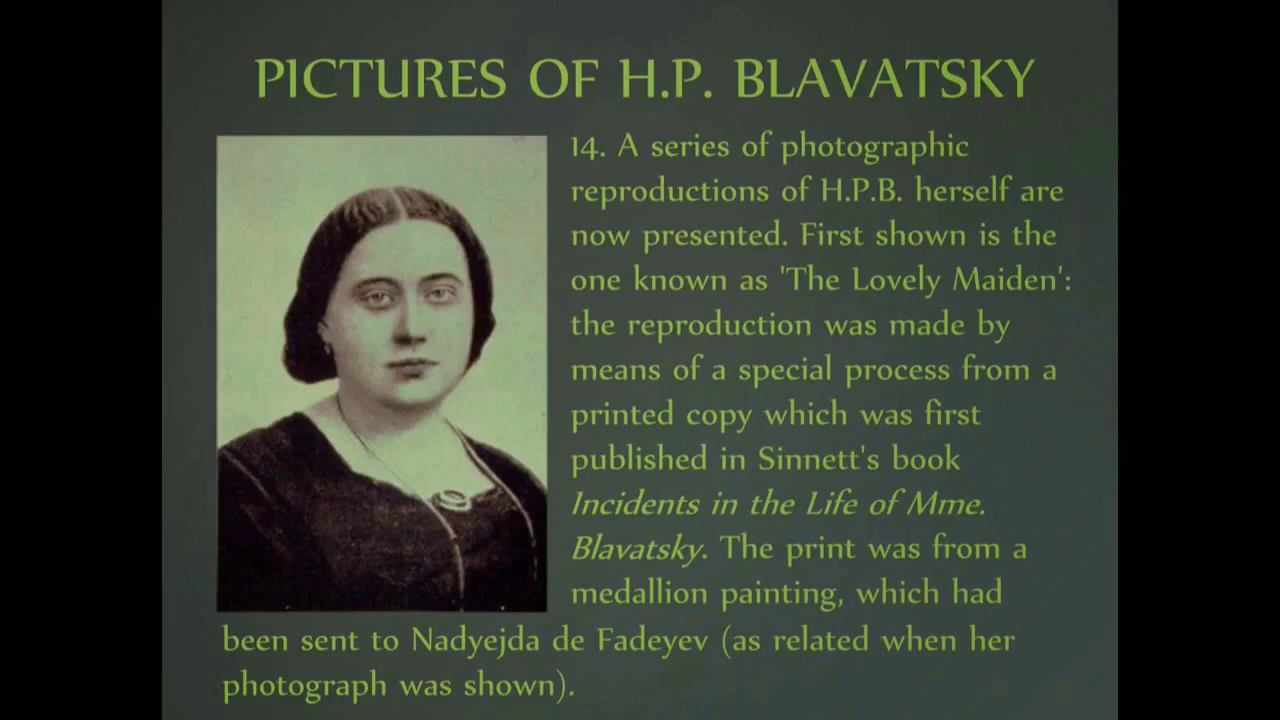 PICTURES OF H.P. BLAVATSKY
14. A series of photographic
reproductions of H.P.B. herself are
now presented. First shown is the
one known as 'The Lovely Maiden':
the reproduction was made by
means of a special process from a
printed copy which was first
published in Sinnett's book
Incidents in the Life of Mme.
Blavatsky. The print was from a
medallion painting, which had
been sent to Nadyejda de Fadeyev (as related when her
photograph was shown).